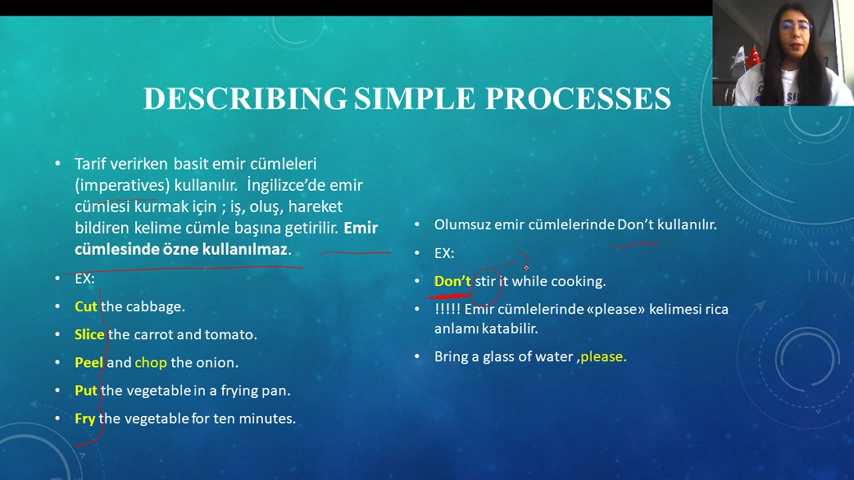 DESCRIBING SIMPLE PROCESSES
• Tarif verirken basit emir cümleleri
(imperatives) kullanılır. İngilizce'de emir
cümlesi kurmak için ; iş, oluş, hareket
bildiren kelime cümle başına getirilir. Emir
cümlesinde özne kullanılmaz.
• EX:
• Cut the cabbage.
• Slice the carrot and tomato.
• Peel and chop the onion.
• Put the vegetable in a frying pan.
• Fry the vegetable for ten minutes.
• Olumsuz emir cümlelerinde Don't kullanılır.
• EX:
• Don't stir it while cooking.
• !!!!! Emir cümlelerinde «please» kelimesi rica
anlamı katabilir.
• Bring a glass of water ,please.